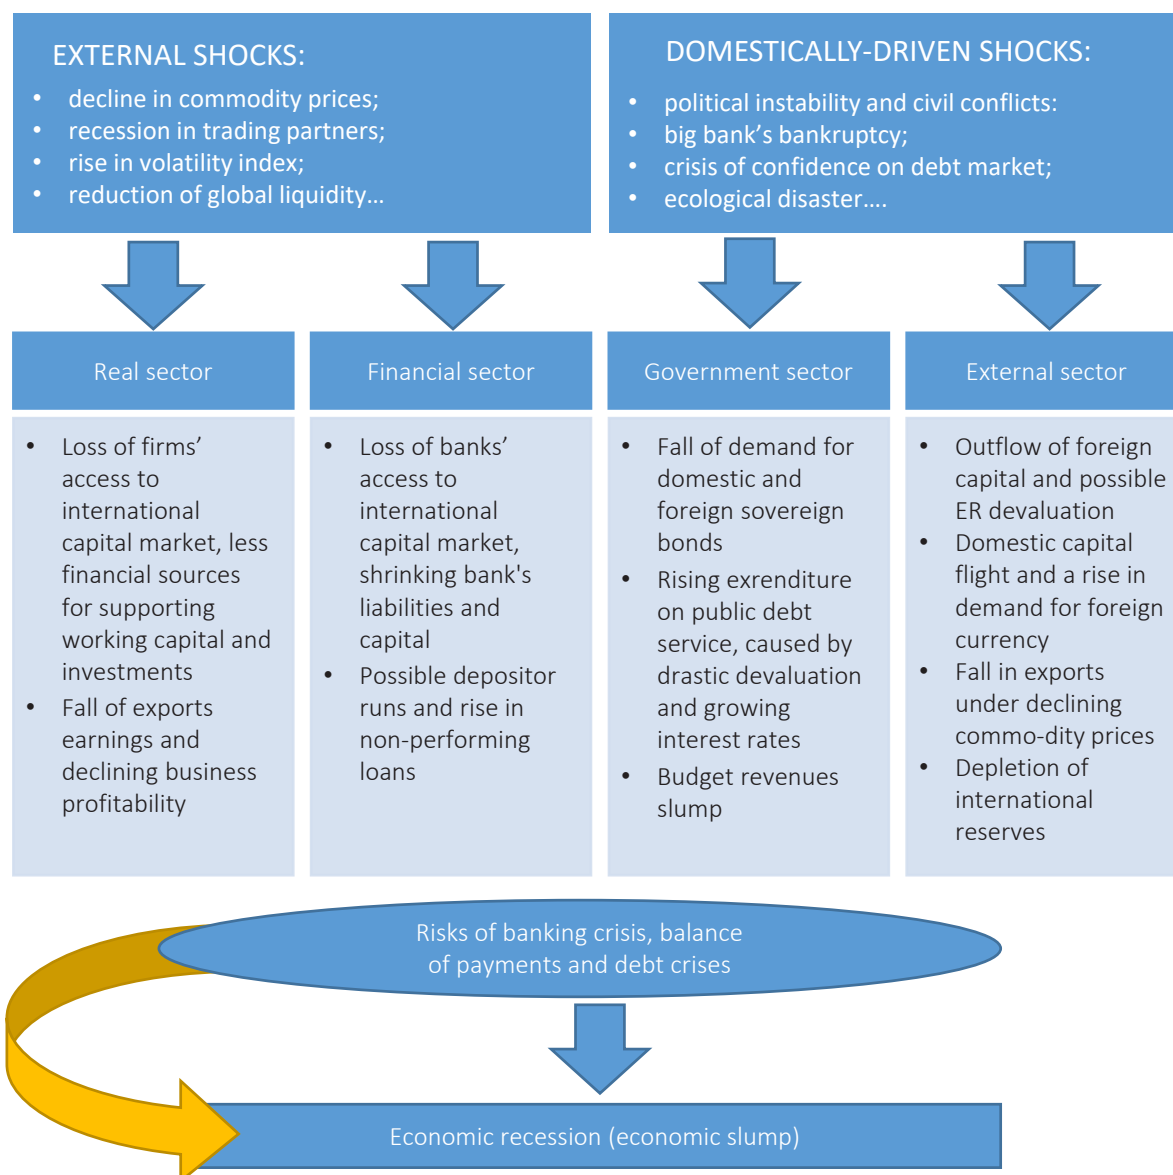 EXTERNAL SHOCKS:
• decline in commodity prices;
• recession in trading partners;
• rise in volatility index;
• reduction of global liquidity…
DOMESTICALLY-DRIVEN SHOCKS:
• political instability and civil conflicts:
• big bank’s bankruptcy;
• crisis of confidence on debt market;
• ecological disaster….
Real sector
• Loss of firms’
access to
international
capital market, less
financial sources
for supporting
working capital and
investments
• Fall of exports
earnings and
declining business
profitability
Financial sector
• Loss of banks’
access to
international
capital market,
shrinking bank's
liabilities and
capital
• Possible depositor
runs and rise in
non-performing
loans
Government sector
• Fall of demand for
domestic and
foreign sovereign
bonds
• Rising exrenditure
on public debt
service, caused by
drastic devaluation
and growing
interest rates
• Budget revenues
slump
External sector
• Outflow of foreign
capital and possible
ER devaluation
• Domestic capital
flight and a rise in
demand for foreign
currency
• Fall in exports
under declining
commo-dity prices
• Depletion of
international
reserves
Risks of banking crisis, balance
of payments and debt crises
Economic recession (economic slump)